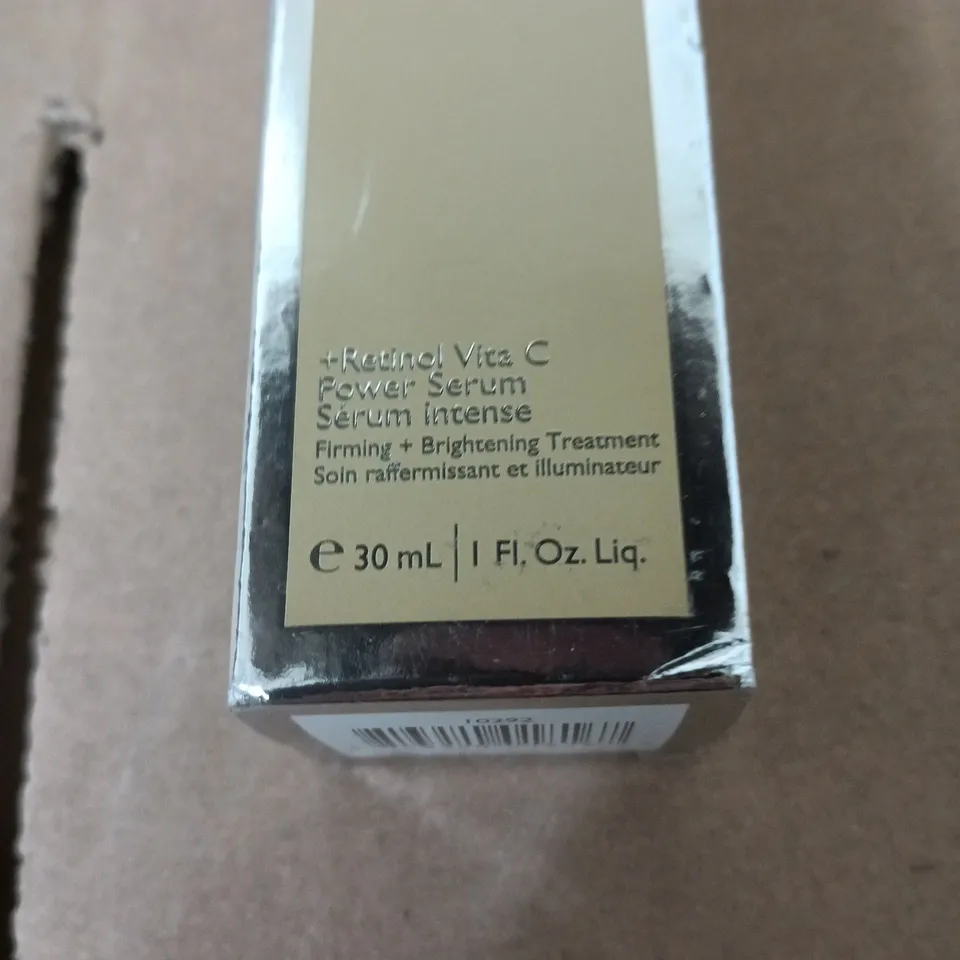 +Retinol Vita C
Power Serum
Sérum intense
Firming + Brightening Treatment
Soin raffermissant et illuminateur
℮ 30 mL | 1 Fl. Oz. Liq.
10292